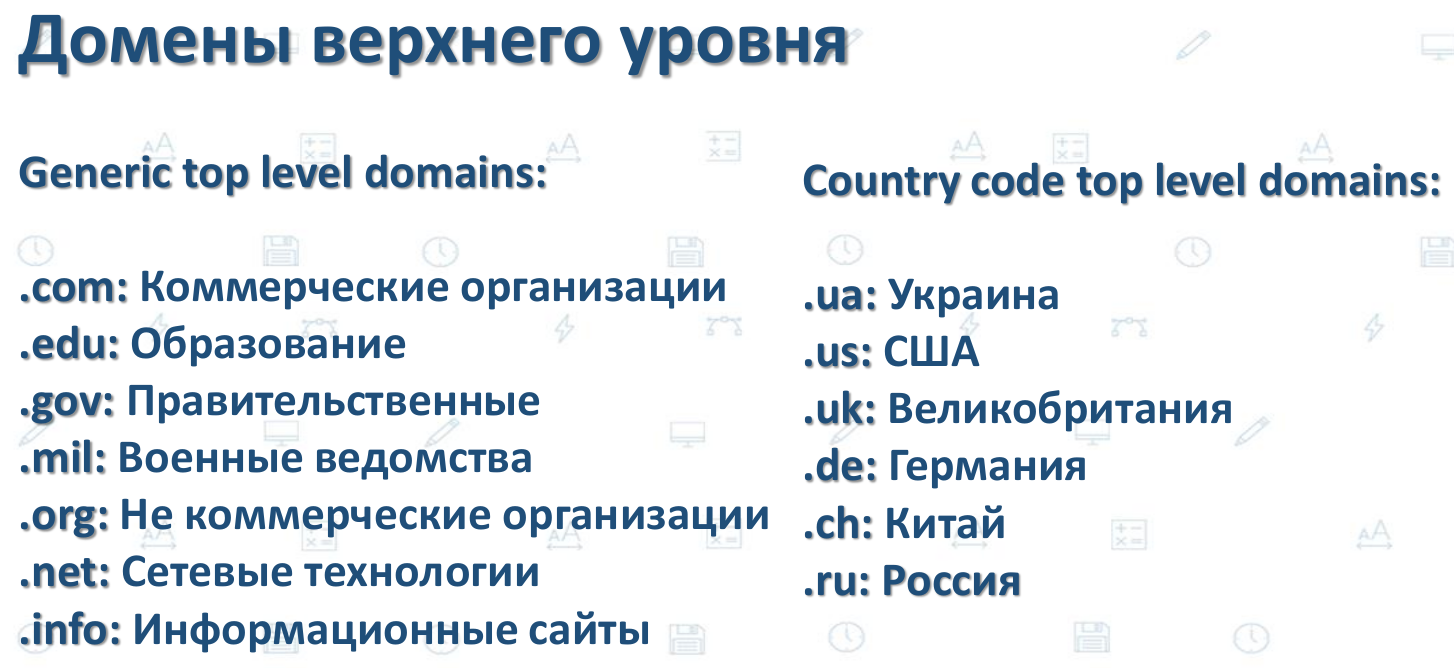 Домены верхнего уровня
Generic top level domains:
.com: Коммерческие организации
.edu: Образование
.gov: Правительственные
.mil: Военные ведомства
.org: Не коммерческие организации
.net: Сетевые технологии
.info: Информационные сайты
Country code top level domains:
.ua: Украина
.us: США
.uk: Великобритания
.de: Германия
.ch: Китай
.ru: Россия